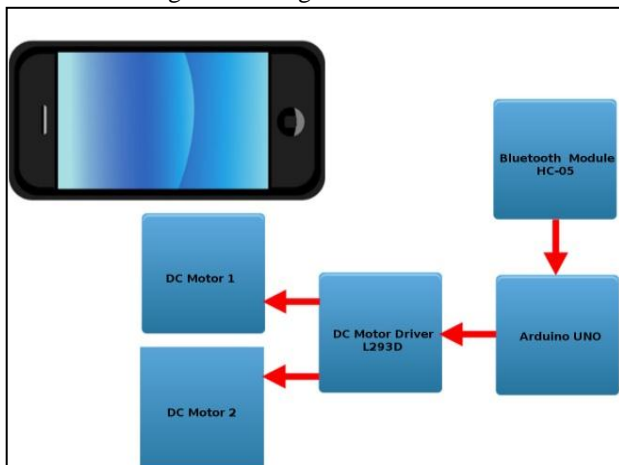 Bluetooth Module
HC-05
DC Motor 1
DC Motor Driver
L293D
Arduino UNO
DC Motor 2